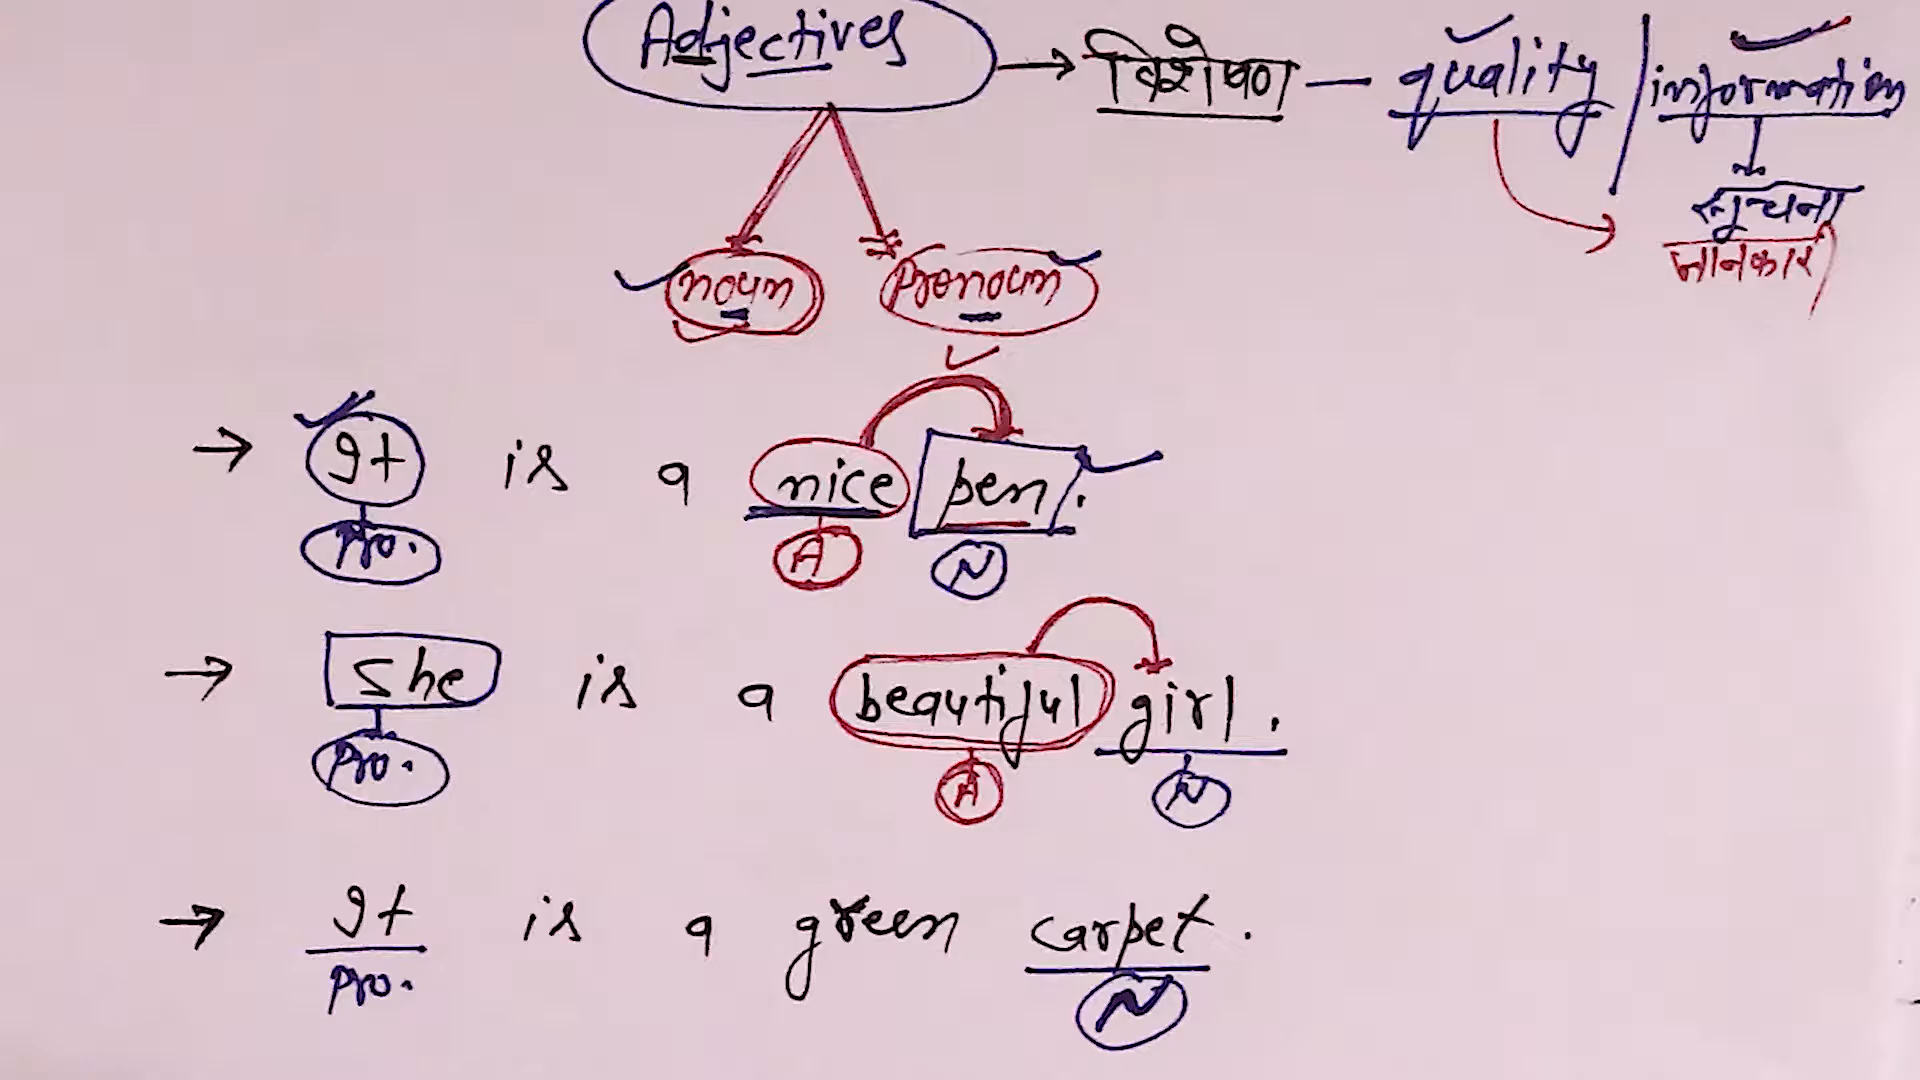 Adjectives → विशेषण — quality / information
सूचना
जानकारी
noun pronoun
→ It is a nice pen.
Pro. A N
→ She is a beautiful girl.
Pro. A N
→ It is a green carpet.
Pro. N